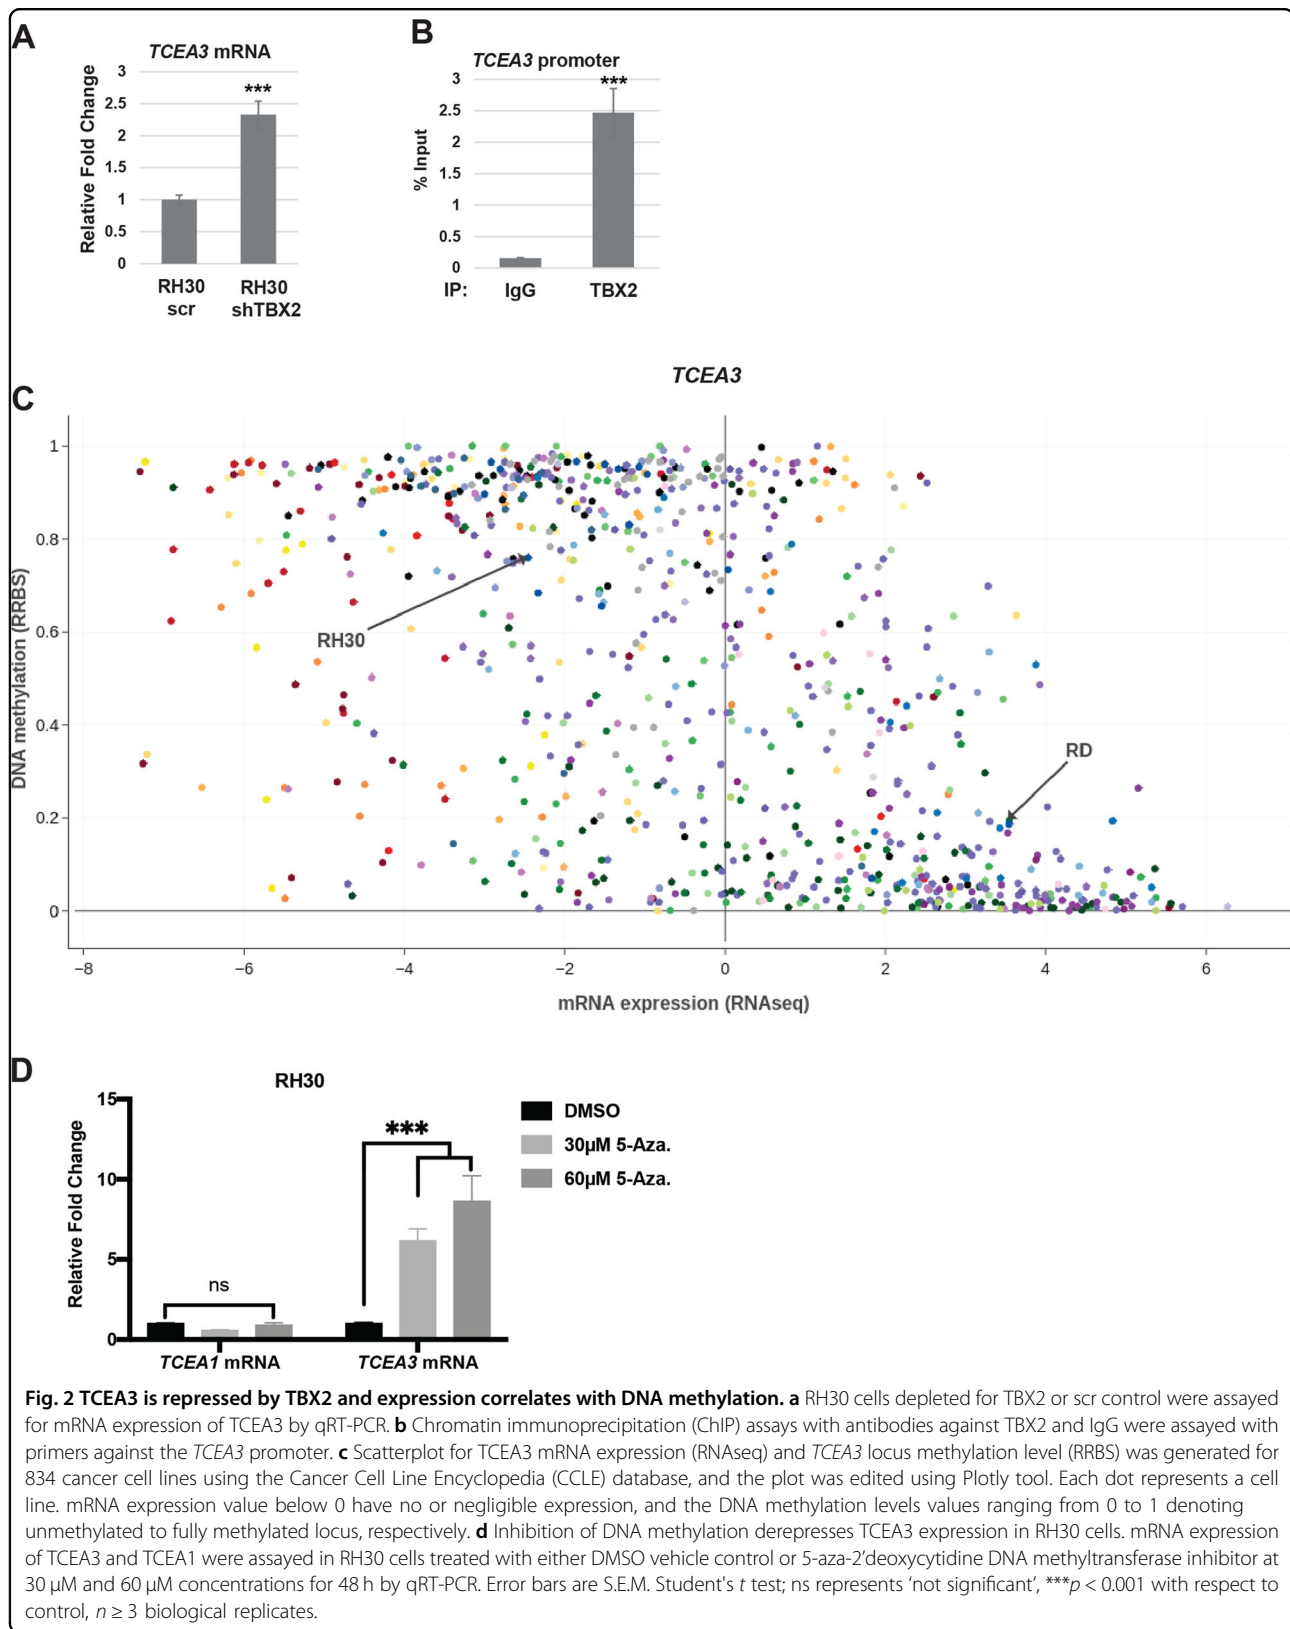 A
TCEA3 mRNA
Relative Fold Change
3
2.5
2
1.5
1
0.5
0
***
RH30
scr
RH30
shTBX2
B
TCEA3 promoter
% Input
3
2.5
2
1.5
1
0.5
0
***
IP:
IgG
TBX2
C
TCEA3
DNA methylation (RRBS)
1
0.8
0.6
0.4
0.2
0
RH30
RD
−8
−6
−4
−2
0
2
4
6
mRNA expression (RNAseq)
D
RH30
Relative Fold Change
15
10
5
0
ns
***
DMSO
30µM 5-Aza.
60µM 5-Aza.
TCEA1 mRNA
TCEA3 mRNA
Fig. 2 TCEA3 is repressed by TBX2 and expression correlates with DNA methylation. a RH30 cells depleted for TBX2 or scr control were assayed
for mRNA expression of TCEA3 by qRT-PCR. b Chromatin immunoprecipitation (ChIP) assays with antibodies against TBX2 and IgG were assayed with
primers against the TCEA3 promoter. c Scatterplot for TCEA3 mRNA expression (RNAseq) and TCEA3 locus methylation level (RRBS) was generated for
834 cancer cell lines using the Cancer Cell Line Encyclopedia (CCLE) database, and the plot was edited using Plotly tool. Each dot represents a cell
line. mRNA expression value below 0 have no or negligible expression, and the DNA methylation levels values ranging from 0 to 1 denoting
unmethylated to fully methylated locus, respectively. d Inhibition of DNA methylation derepresses TCEA3 expression in RH30 cells. mRNA expression
of TCEA3 and TCEA1 were assayed in RH30 cells treated with either DMSO vehicle control or 5-aza-2’deoxycytidine DNA methyltransferase inhibitor at
30 µM and 60 µM concentrations for 48 h by qRT-PCR. Error bars are S.E.M. Student's t test; ns represents ‘not significant’, ***p < 0.001 with respect to
control, n ≥ 3 biological replicates.